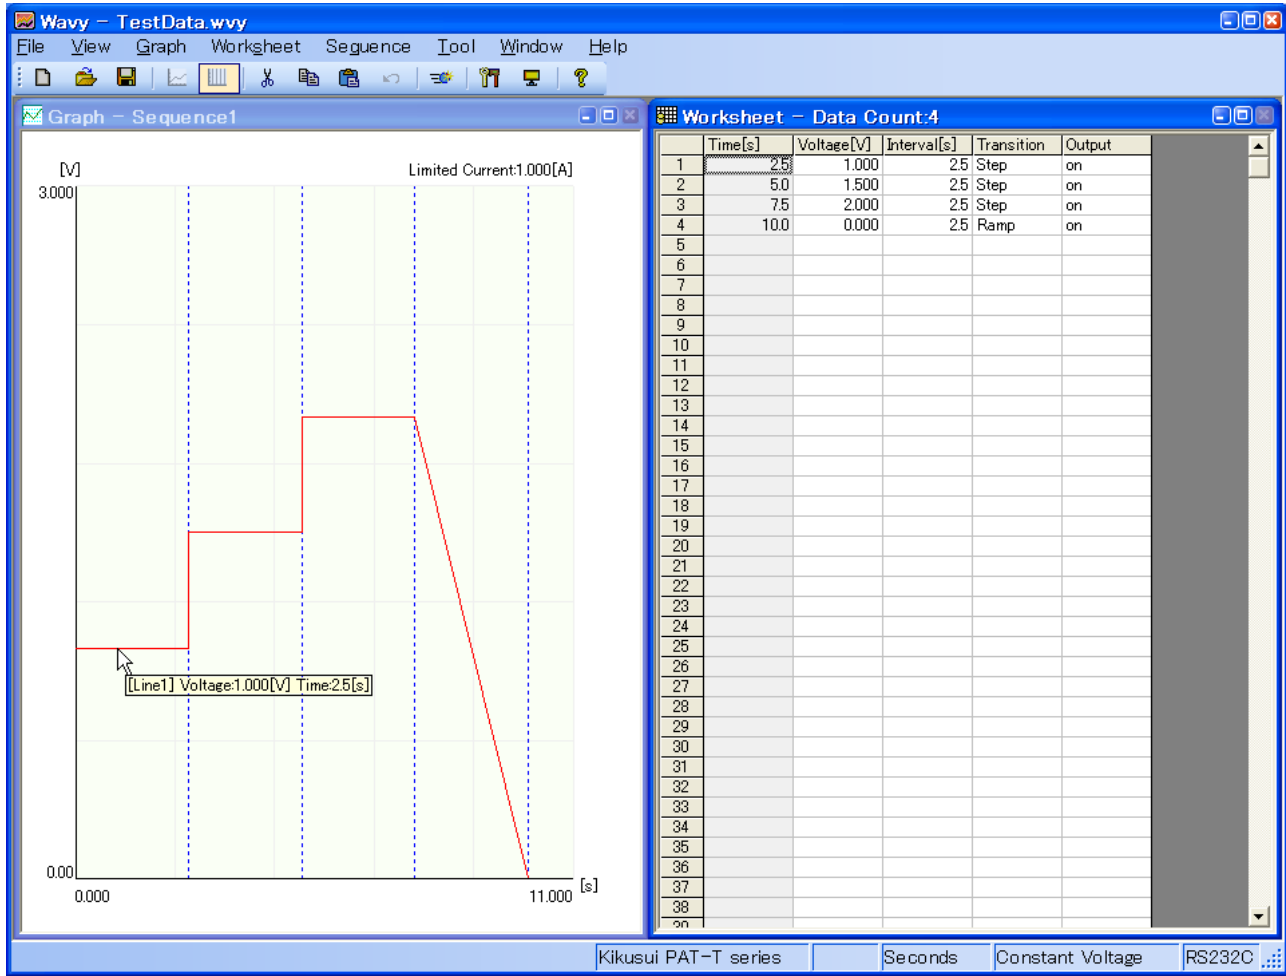 Wavy - TestData.wvy
File View Graph Worksheet Sequence Tool Window Help
Graph - Sequence1
[V]
Limited Current:1.000[A]
3.000
[Line1] Voltage:1.000[V] Time:2.5[s]
0.00
0.000
11.000
[s]
Worksheet - Data Count:4
Time[s] Voltage[V] Interval[s] Transition Output
1 2.5 1.000 2.5 Step on
2 5.0 1.500 2.5 Step on
3 7.5 2.000 2.5 Step on
4 10.0 0.000 2.5 Ramp on
5
6
7
8
9
10
11
12
13
14
15
16
17
18
19
20
21
22
23
24
25
26
27
28
29
30
31
32
33
34
35
36
37
38
Kikusui PAT-T series Seconds Constant Voltage RS232C